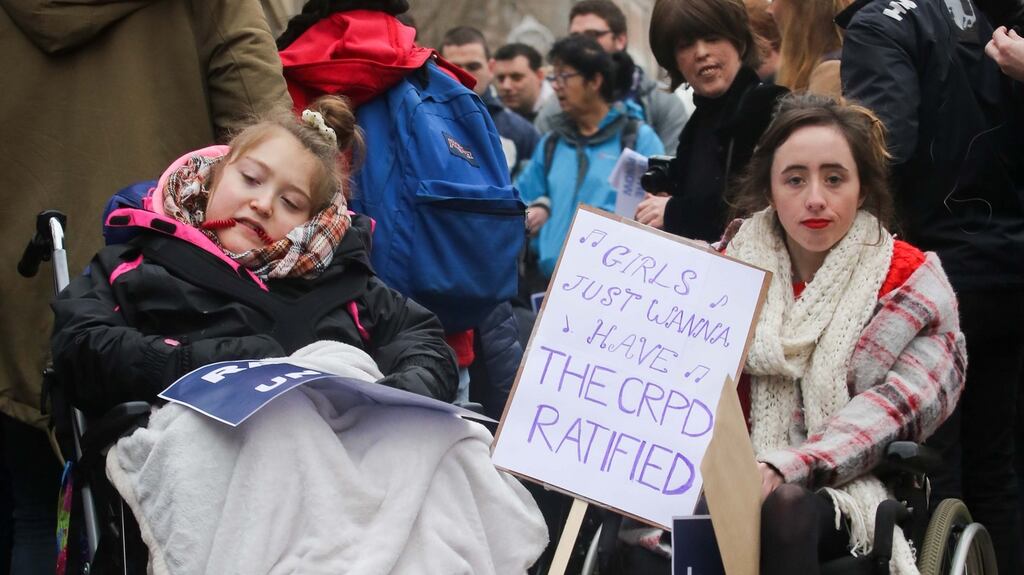 GIRLS
JUST WANNA
HAVE
THE CRPD
RATIFIED